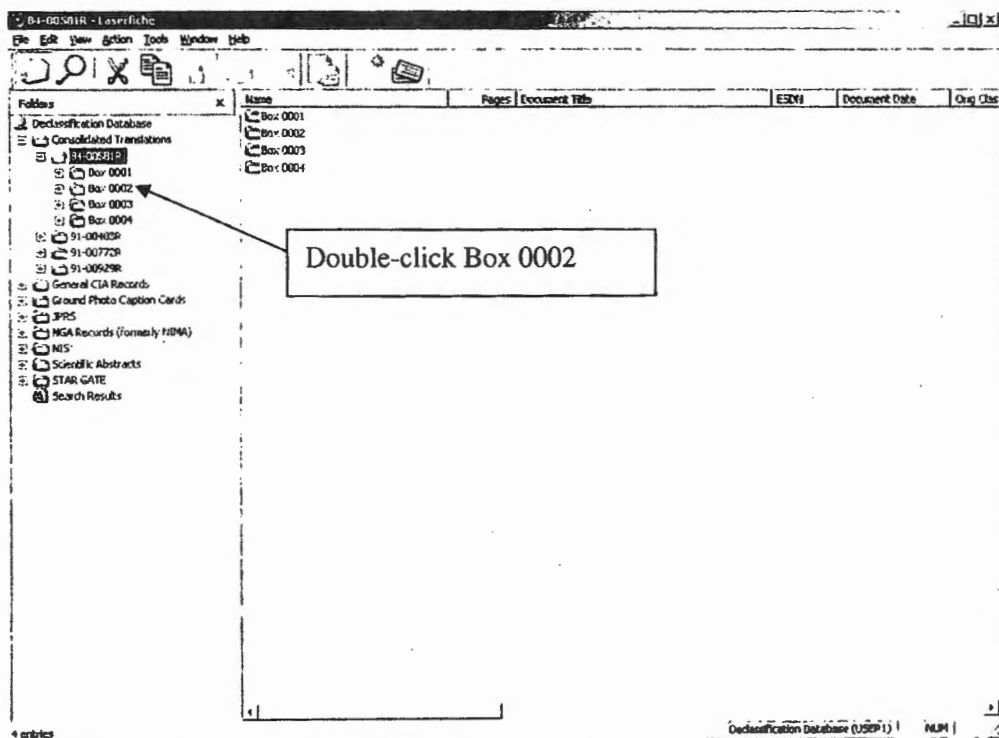 84-00581R - Laserfiche
File Edit View Action Tools Window Help
Folders x
Name Pages Document Title ESDN Document Date Orig Clas
Declassification Database
Consolidated Translations
84-00581R
Box 0001
Box 0002
Box 0003
Box 0004
91-00403R
91-00772R
91-00929R
General CIA Records
Ground Photo Caption Cards
JPRS
NGA Records (formerly NIMA)
NIS
Scientific Abstracts
STAR GATE
Search Results
Box 0001
Box 0002
Box 0003
Box 0004
Double-click Box 0002
4 entries
Declassification Database (USEP1) NUM